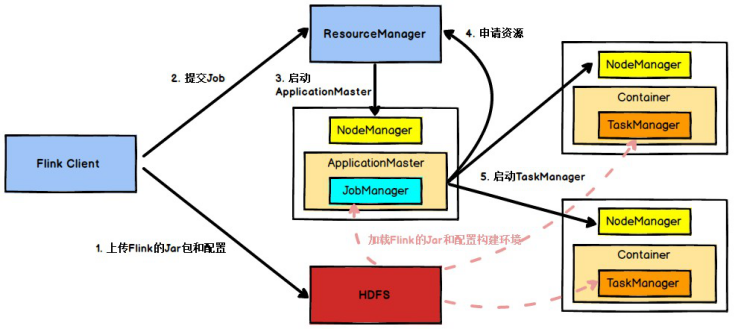 ResourceManager
4. 申请资源
2. 提交Job
3. 启动
ApplicationMaster
NodeManager
Container
TaskManager
NodeManager
Flink Client
ApplicationMaster
JobManager
5. 启动TaskManager
1. 上传Flink的Jar包和配置
加载Flink的Jar和配置构建环境
NodeManager
Container
TaskManager
HDFS